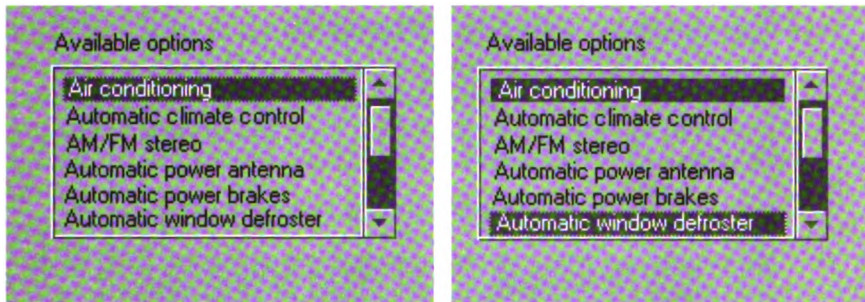 Available options
Air conditioning
Automatic climate control
AM/FM stereo
Automatic power antenna
Automatic power brakes
Automatic window defroster
Available options
Air conditioning
Automatic climate control
AM/FM stereo
Automatic power antenna
Automatic power brakes
Automatic window defroster